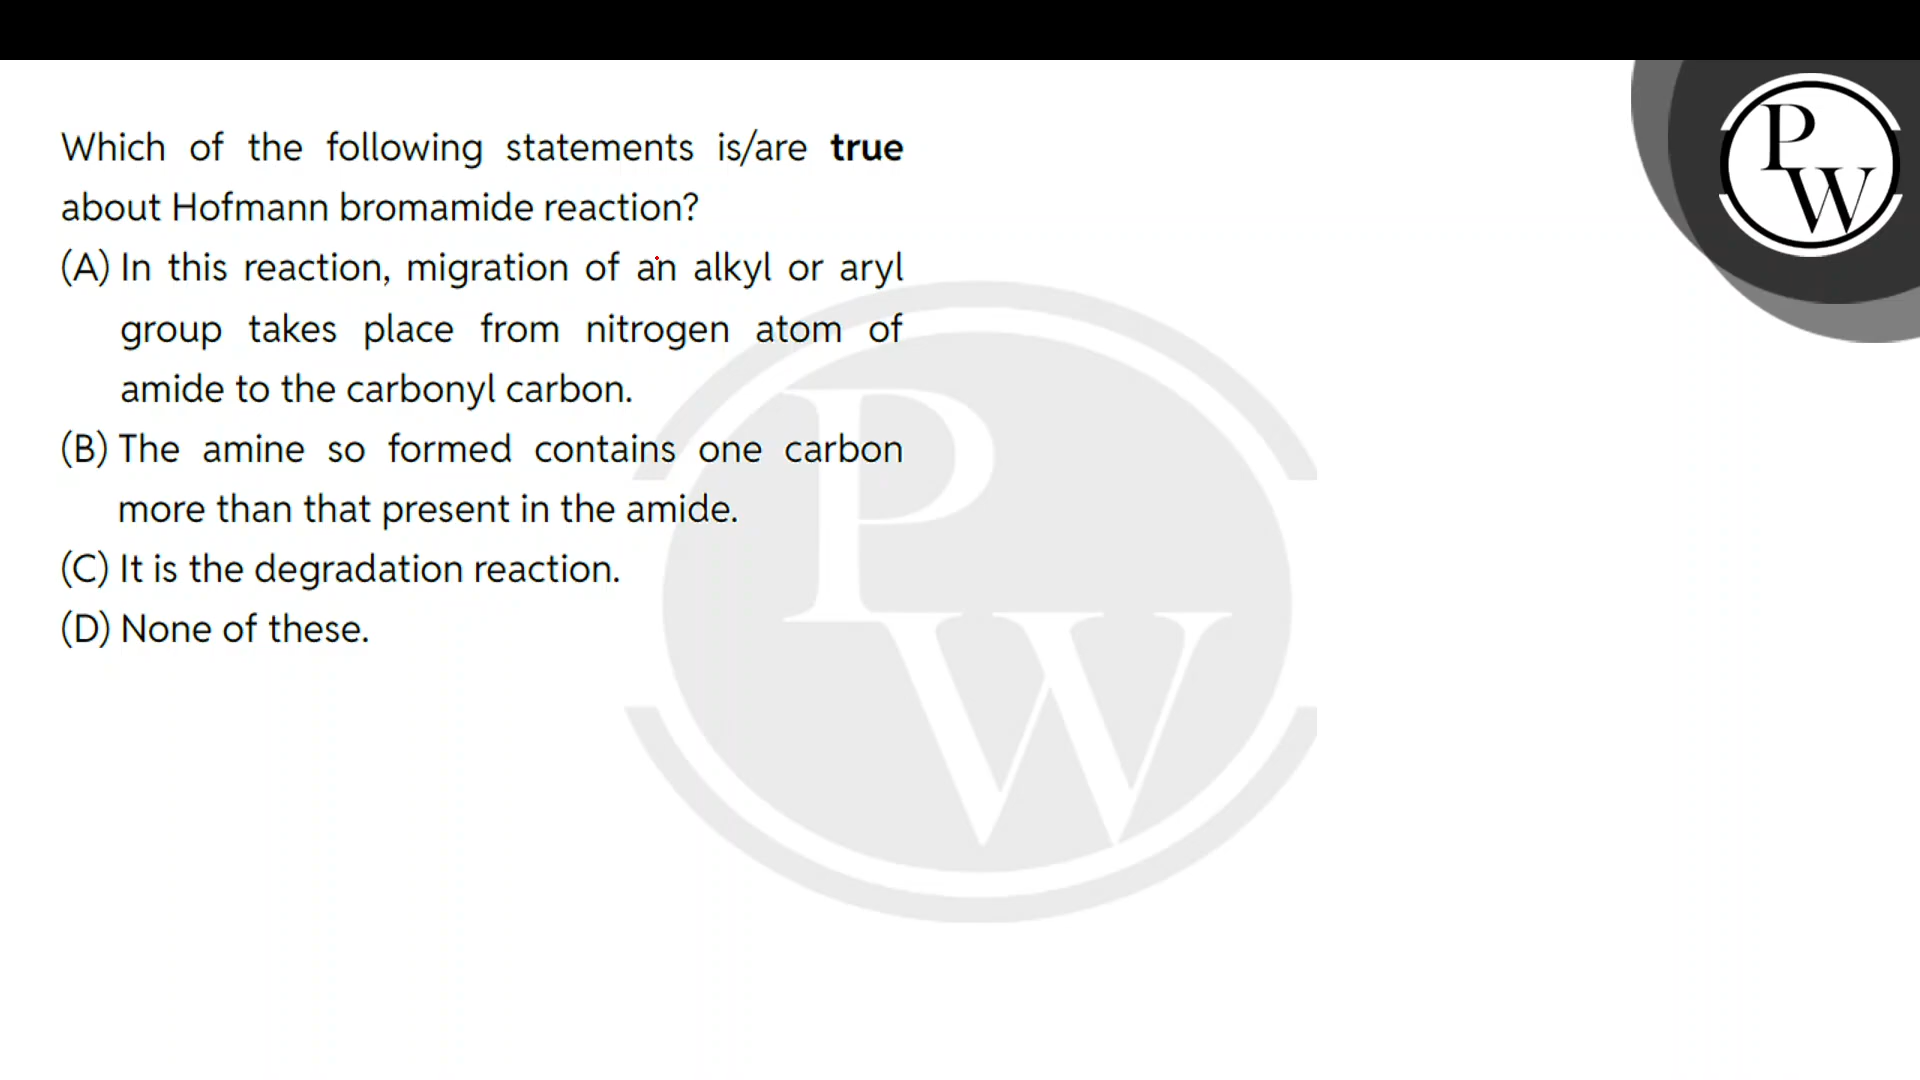 Which of the following statements is/are true
about Hofmann bromamide reaction?
(A) In this reaction, migration of an alkyl or aryl
group takes place from nitrogen atom of
amide to the carbonyl carbon.
(B) The amine so formed contains one carbon
more than that present in the amide.
(C) It is the degradation reaction.
(D) None of these.
PW
PW